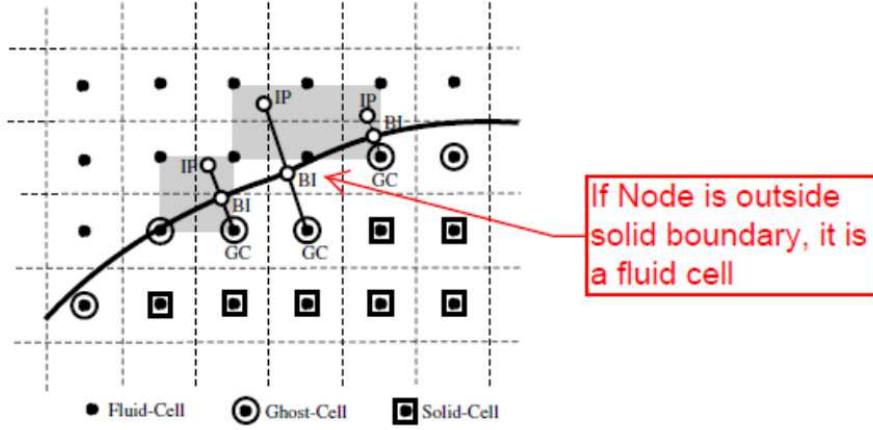 IP
IP
BI
IP
GC
BI
BI
GC
GC
If Node is outside
solid boundary, it is
a fluid cell
Fluid-Cell
Ghost-Cell
Solid-Cell